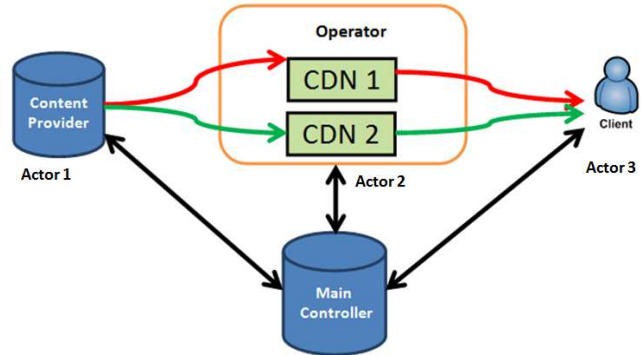 Operator
Content
Provider
CDN 1
CDN 2
Client
Actor 1
Actor 2
Actor 3
Main
Controller